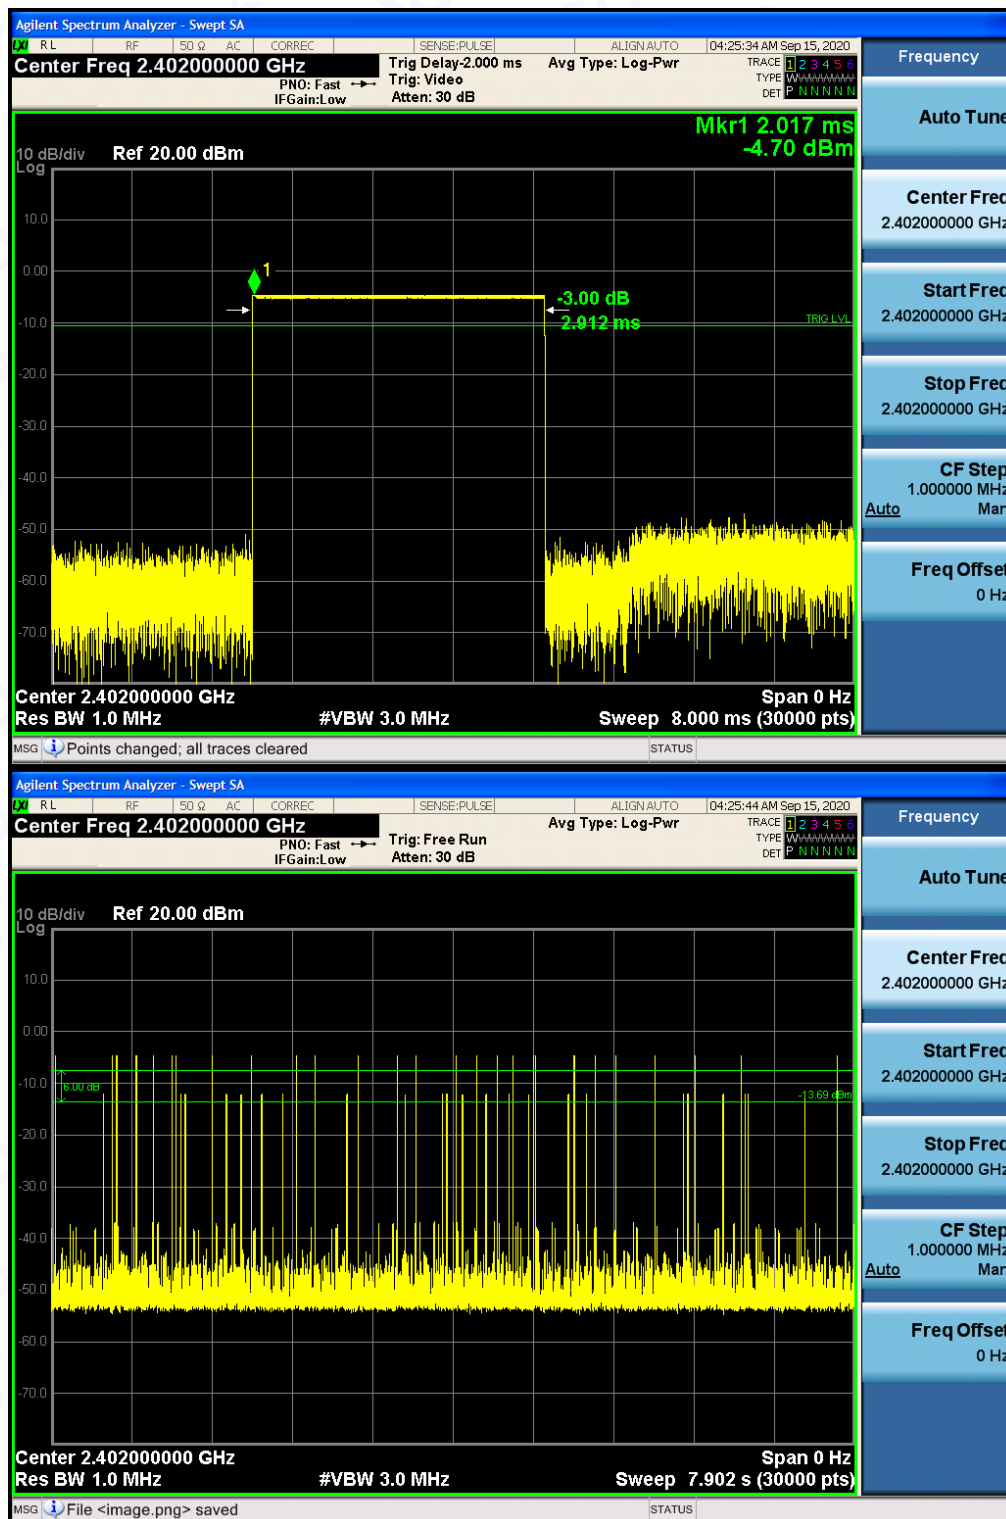 Agilent Spectrum Analyzer - Swept SA
LXI RL RF 50 Ω AC CORREC SENSE:PULSE ALIGN AUTO 04:25:34 AM Sep 15, 2020
Center Freq 2.402000000 GHz
PNO: Fast
IFGain:Low
Trig Delay-2.000 ms
Trig: Video
Atten: 30 dB
Avg Type: Log-Pwr
TRACE 1 2 3 4 5 6
TYPE WWWWWW
DET P N N N N N
Mkr1 2.017 ms
-4.70 dBm
10 dB/div Ref 20.00 dBm
Log
10.0
0.00
1
-3.00 dB
2.912 ms
-10.0
TRIG LVL
-20.0
-30.0
-40.0
-50.0
-60.0
-70.0
Center 2.402000000 GHz Span 0 Hz
Res BW 1.0 MHz #VBW 3.0 MHz Sweep 8.000 ms (30000 pts)
MSG Points changed; all traces cleared STATUS
Frequency
Auto Tune
Center Freq
2.402000000 GHz
Start Freq
2.402000000 GHz
Stop Freq
2.402000000 GHz
CF Step
1.000000 MHz
Auto Man
Freq Offset
0 Hz
Agilent Spectrum Analyzer - Swept SA
LXI RL RF 50 Ω AC CORREC SENSE:PULSE ALIGN AUTO 04:25:44 AM Sep 15, 2020
Center Freq 2.402000000 GHz
PNO: Fast
IFGain:Low
Trig: Free Run
Atten: 30 dB
Avg Type: Log-Pwr
TRACE 1 2 3 4 5 6
TYPE WWWWWW
DET P N N N N N
10 dB/div Ref 20.00 dBm
Log
10.0
0.00
-10.0
6.00 dB
-13.69 dBm
-20.0
-30.0
-40.0
-50.0
-60.0
-70.0
Center 2.402000000 GHz Span 0 Hz
Res BW 1.0 MHz #VBW 3.0 MHz Sweep 7.902 s (30000 pts)
MSG File <image.png> saved STATUS
Frequency
Auto Tune
Center Freq
2.402000000 GHz
Start Freq
2.402000000 GHz
Stop Freq
2.402000000 GHz
CF Step
1.000000 MHz
Auto Man
Freq Offset
0 Hz